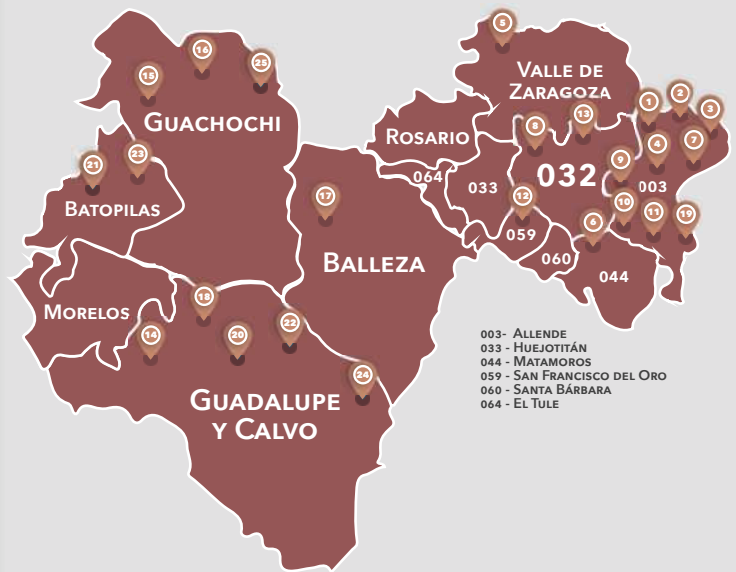 5
16
25
15
Guachochi
Valle de
Zaragoza
1
2
3
8
13
Rosario
4
7
21
23
064
033
032
9
003
17
12
10
11
19
6
Batopilas
059
060
044
Balleza
Morelos
18
14
20
22
24
Guadalupe
y Calvo
003- Allende
033 - Huejotitán
044 - Matamoros
059 - San Francisco del Oro
060 - Santa Bárbara
064 - El Tule